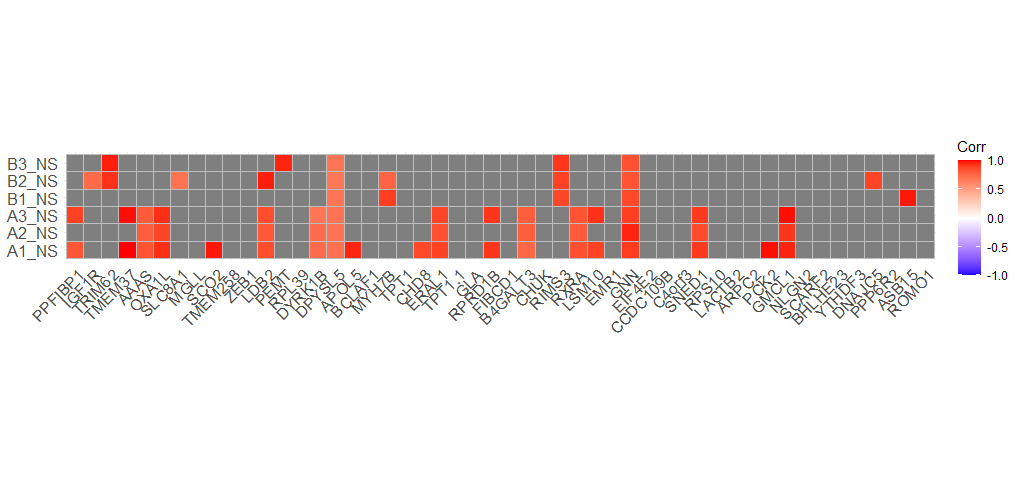 Corr
B3_NS
B2_NS
B1_NS
A3_NS
A2_NS
A1_NS
1.0
0.5
0.0
-0.5
-1.0
PPFIBP1
IGF1R
TRIM62
TMEM37
AAAS
OXA1L
SLC8A1
MGLL
SCO2
TMEM258
ZEB1
LDB2
PEMT
RPL39
DYRK1B
DPYSL5
APOL5
BCLAF1
MYH7B
CHD8
ERAL1
GLA
RPRD1B
FIBCD1
B4GALT3
CHUK
RIMS3
RXRA
LSM10
EMR1
GNN
EIF4E2
CCDC109B
C4orf3
SNED1
RPS10
LACTB2
ARPC2
PCK2
GMCL1
NLGN2
SCARF2
BHLHE23
YTHDF3
DNAJC5
PPP6R2
ASB15
ROMO1